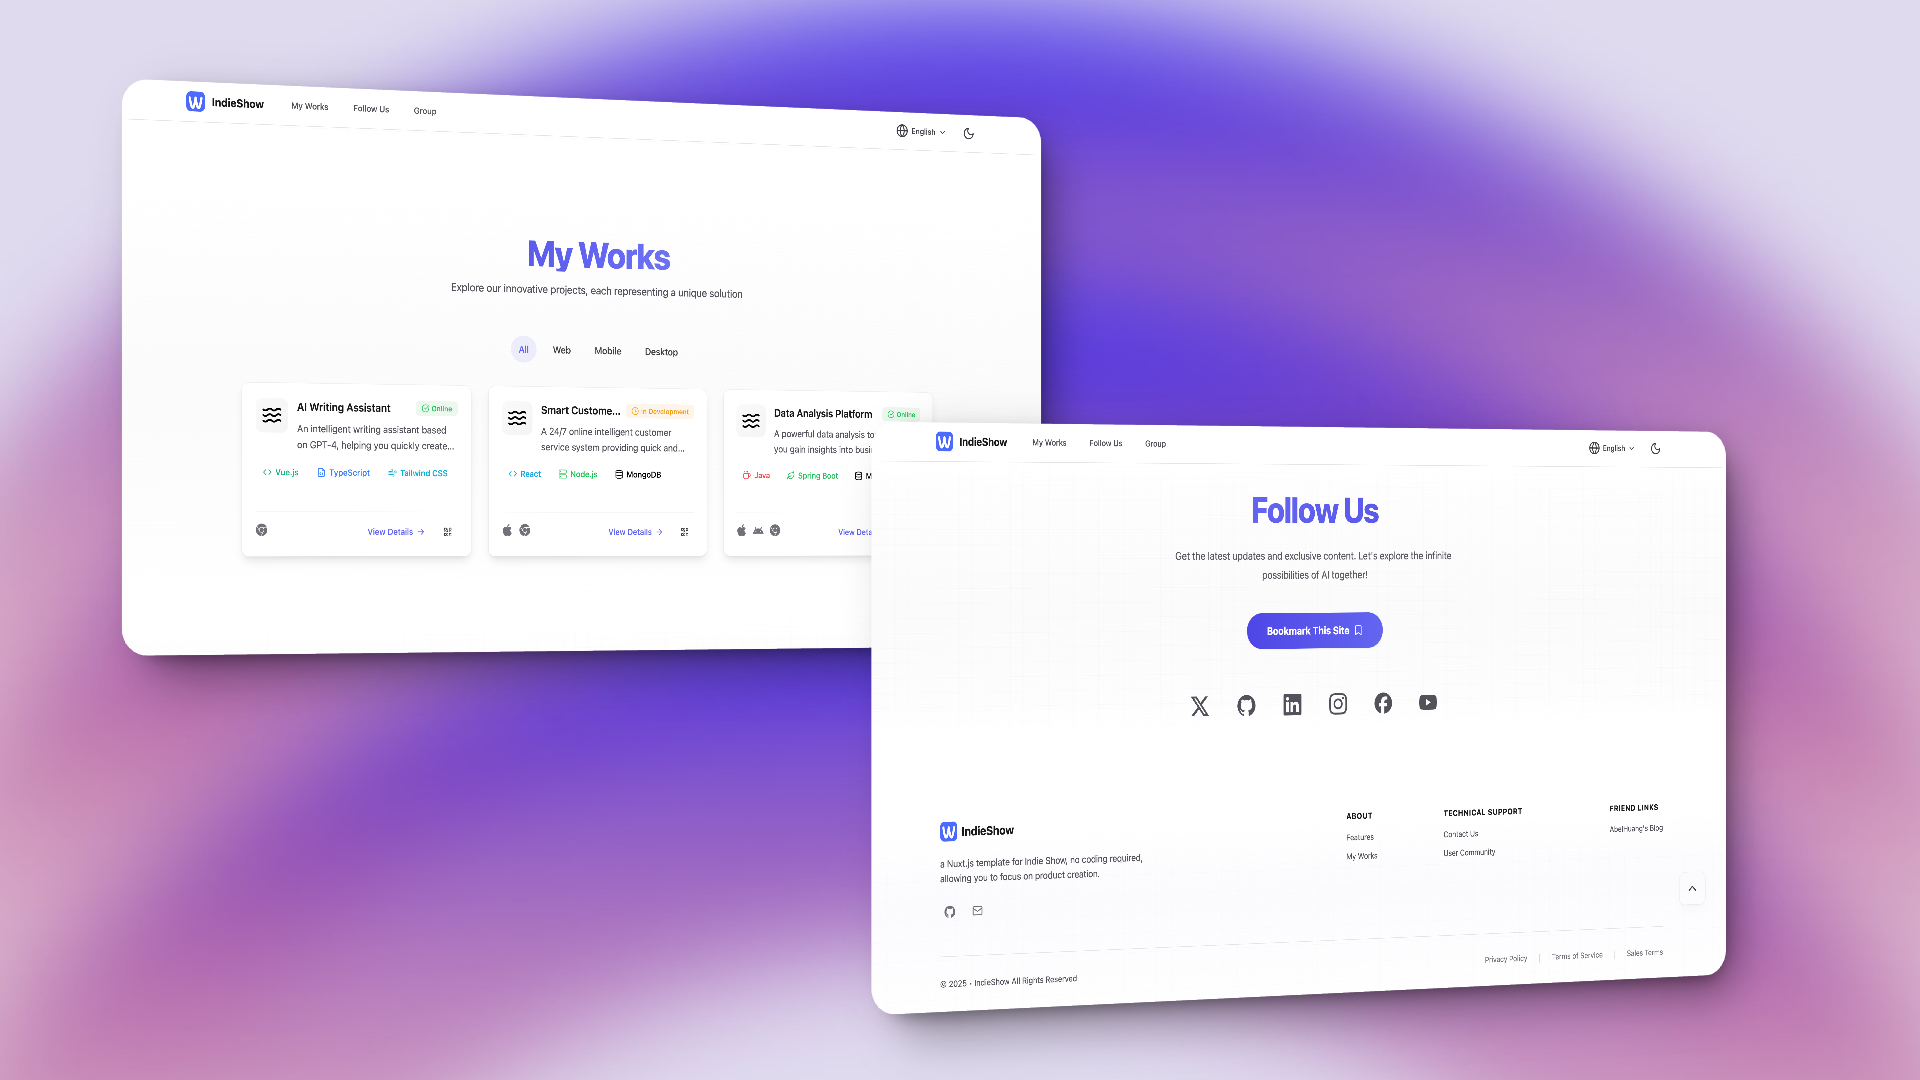 IndieShow
My Works
Follow Us
Group
English
My Works
Explore our innovative projects, each representing a unique solution
All
Web
Mobile
Desktop
AI Writing Assistant
Online
An intelligent writing assistant based
on GPT-4, helping you quickly create...
Vue.js
TypeScript
Tailwind CSS
View Details
Smart Custome...
In Development
A 24/7 online intelligent customer
service system providing quick and...
React
Node.js
MongoDB
View Details
Data Analysis Platform
Online
A powerful data analysis to
you gain insights into busi
Java
Spring Boot
M
View Deta
IndieShow
My Works
Follow Us
Group
English
Follow Us
Get the latest updates and exclusive content. Let's explore the infinite
possibilities of AI together!
Bookmark This Site
IndieShow
a Nuxt.js template for Indie Show, no coding required,
allowing you to focus on product creation.
ABOUT
Features
My Works
TECHNICAL SUPPORT
Contact Us
User Community
FRIEND LINKS
AbelHuang's Blog
© 2025 • IndieShow All Rights Reserved
Privacy Policy
Terms of Service
Sales Terms